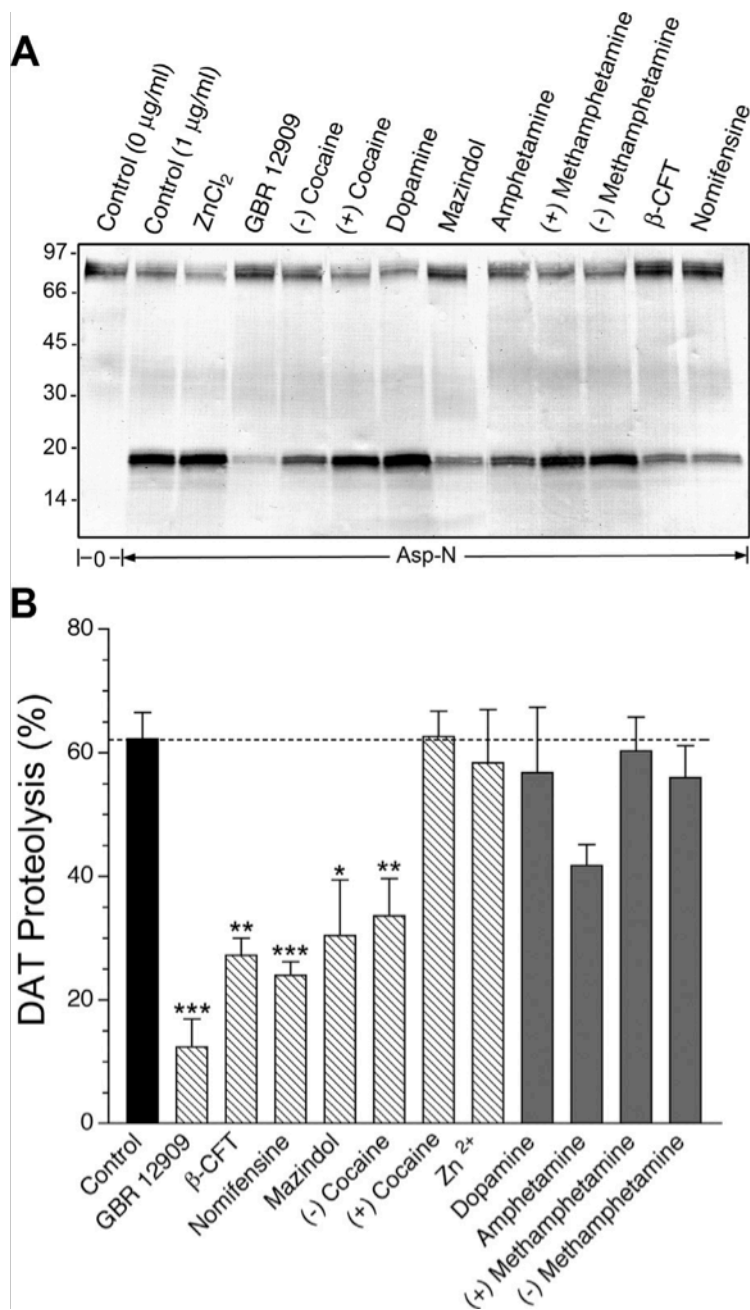 A
Control (0 μg/ml)
Control (1 μg/ml)
ZnCl₂
GBR 12909
(-) Cocaine
(+) Cocaine
Dopamine
Mazindol
Amphetamine
(+) Methamphetamine
(-) Methamphetamine
β-CFT
Nomifensine
97
66
45
30
20
14
0
Asp-N
B
80
60
40
20
0
DAT Proteolysis (%)
***
**
***
*
**
Control
GBR 12909
β-CFT
Nomifensine
Mazindol
(-) Cocaine
(+) Cocaine
Zn ²⁺
Dopamine
Amphetamine
(+) Methamphetamine
(-) Methamphetamine